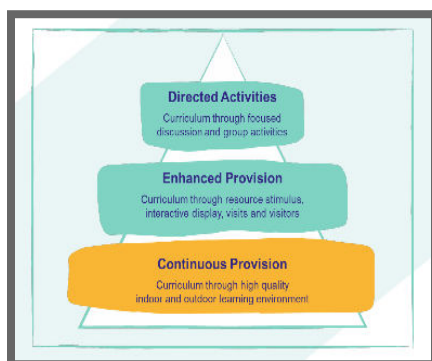 Directed Activities
Curriculum through focused
discussion and group activities
Enhanced Provision
Curriculum through resource stimulus,
interactive display, visits and visitors
Continuous Provision
Curriculum through high quality
indoor and outdoor learning environment